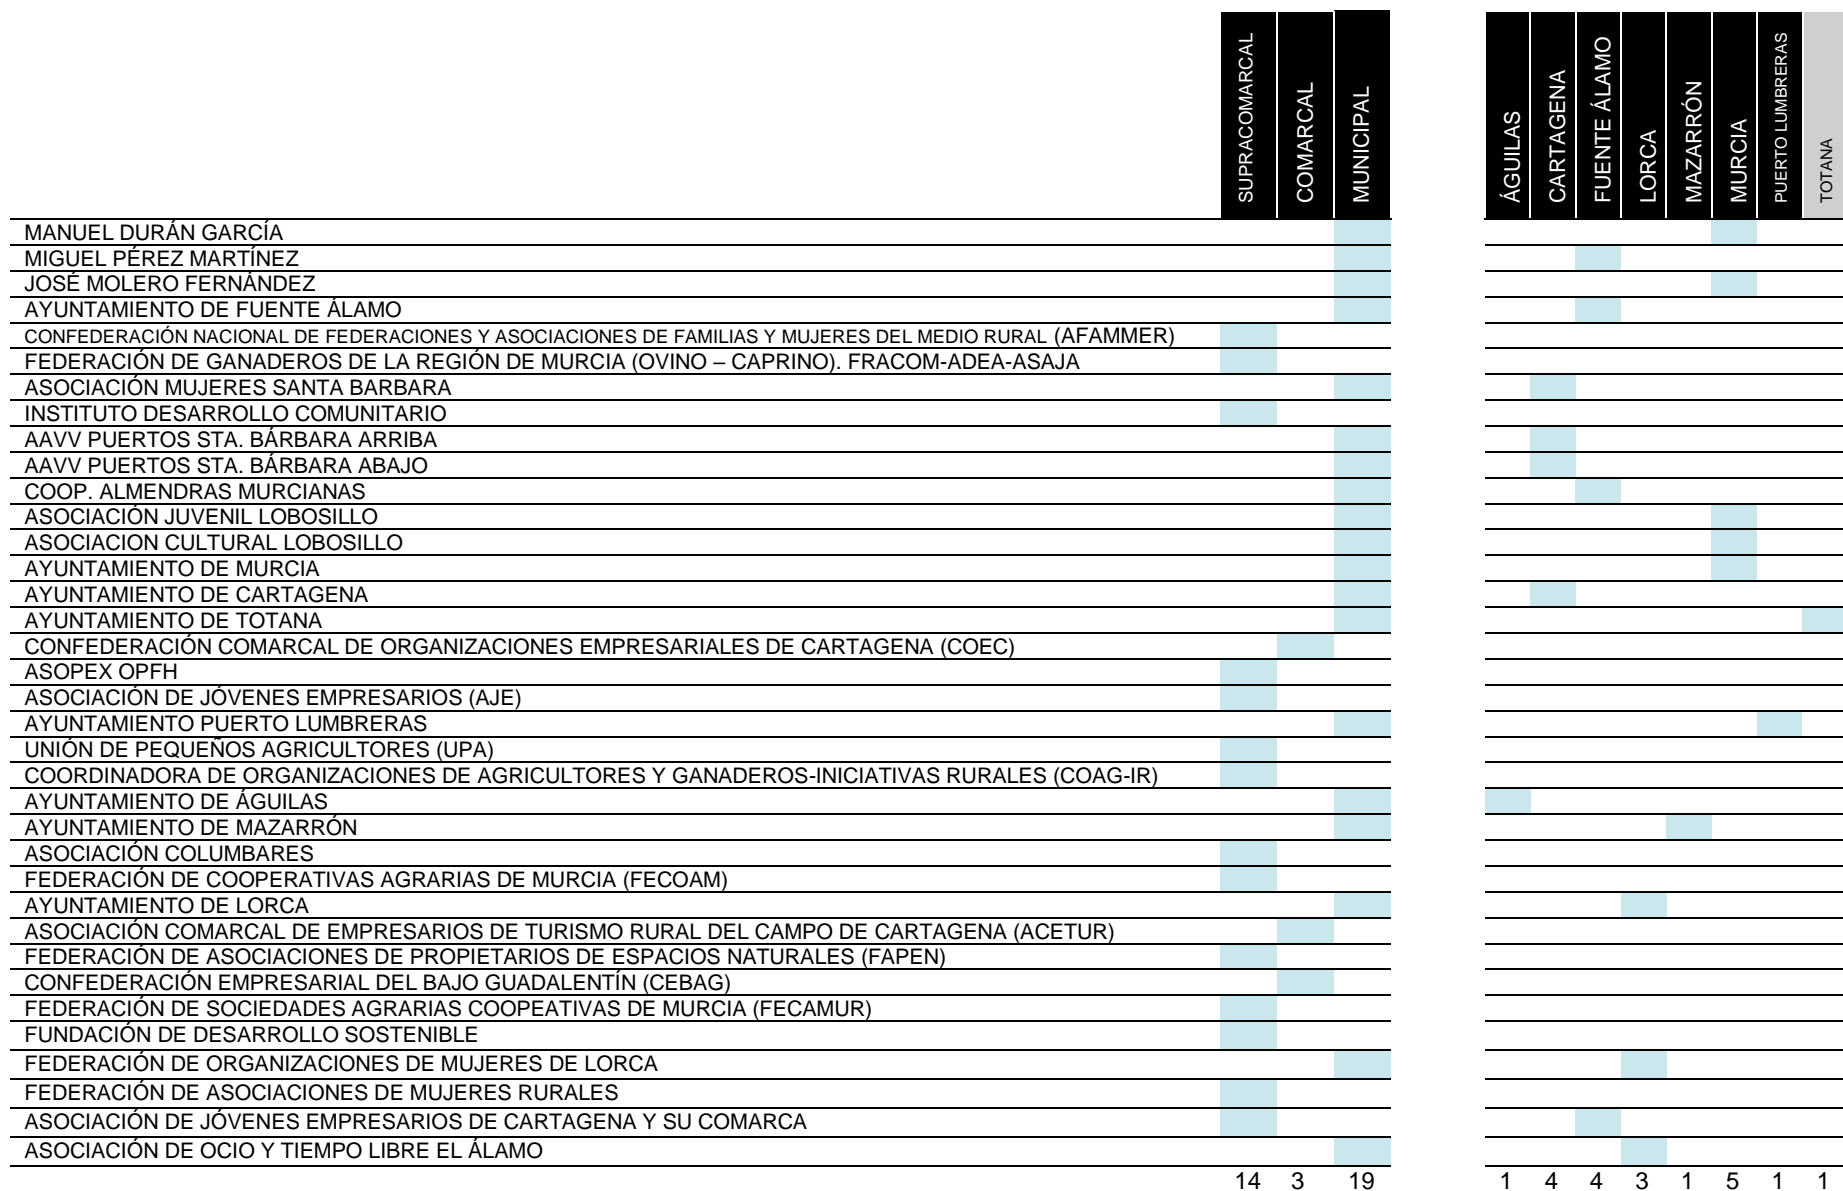 SUPRACOMARCAL
COMARCAL
MUNICIPAL
ÁGUILAS
CARTAGENA
FUENTE ÁLAMO
LORCA
MAZARRÓN
MURCIA
PUERTO LUMBRERAS
TOTANA
MANUEL DURÁN GARCÍA
MIGUEL PÉREZ MARTÍNEZ
JOSÉ MOLERO FERNÁNDEZ
AYUNTAMIENTO DE FUENTE ÁLAMO
CONFEDERACIÓN NACIONAL DE FEDERACIONES Y ASOCIACIONES DE FAMILIAS Y MUJERES DEL MEDIO RURAL (AFAMMER)
FEDERACIÓN DE GANADEROS DE LA REGIÓN DE MURCIA (OVINO – CAPRINO). FRACOM-ADEA-ASAJA
ASOCIACIÓN MUJERES SANTA BARBARA
INSTITUTO DESARROLLO COMUNITARIO
AAVV PUERTOS STA. BÁRBARA ARRIBA
AAVV PUERTOS STA. BÁRBARA ABAJO
COOP. ALMENDRAS MURCIANAS
ASOCIACIÓN JUVENIL LOBOSILLO
ASOCIACION CULTURAL LOBOSILLO
AYUNTAMIENTO DE MURCIA
AYUNTAMIENTO DE CARTAGENA
AYUNTAMIENTO DE TOTANA
CONFEDERACIÓN COMARCAL DE ORGANIZACIONES EMPRESARIALES DE CARTAGENA (COEC)
ASOPEX OPFH
ASOCIACIÓN DE JÓVENES EMPRESARIOS (AJE)
AYUNTAMIENTO PUERTO LUMBRERAS
UNIÓN DE PEQUEÑOS AGRICULTORES (UPA)
COORDINADORA DE ORGANIZACIONES DE AGRICULTORES Y GANADEROS-INICIATIVAS RURALES (COAG-IR)
AYUNTAMIENTO DE ÁGUILAS
AYUNTAMIENTO DE MAZARRÓN
ASOCIACIÓN COLUMBARES
FEDERACIÓN DE COOPERATIVAS AGRARIAS DE MURCIA (FECOAM)
AYUNTAMIENTO DE LORCA
ASOCIACIÓN COMARCAL DE EMPRESARIOS DE TURISMO RURAL DEL CAMPO DE CARTAGENA (ACETUR)
FEDERACIÓN DE ASOCIACIONES DE PROPIETARIOS DE ESPACIOS NATURALES (FAPEN)
CONFEDERACIÓN EMPRESARIAL DEL BAJO GUADALENTÍN (CEBAG)
FEDERACIÓN DE SOCIEDADES AGRARIAS COOPEATIVAS DE MURCIA (FECAMUR)
FUNDACIÓN DE DESARROLLO SOSTENIBLE
FEDERACIÓN DE ORGANIZACIONES DE MUJERES DE LORCA
FEDERACIÓN DE ASOCIACIONES DE MUJERES RURALES
ASOCIACIÓN DE JÓVENES EMPRESARIOS DE CARTAGENA Y SU COMARCA
ASOCIACIÓN DE OCIO Y TIEMPO LIBRE EL ÁLAMO
14 3 19 1 4 4 3 1 5 1 1